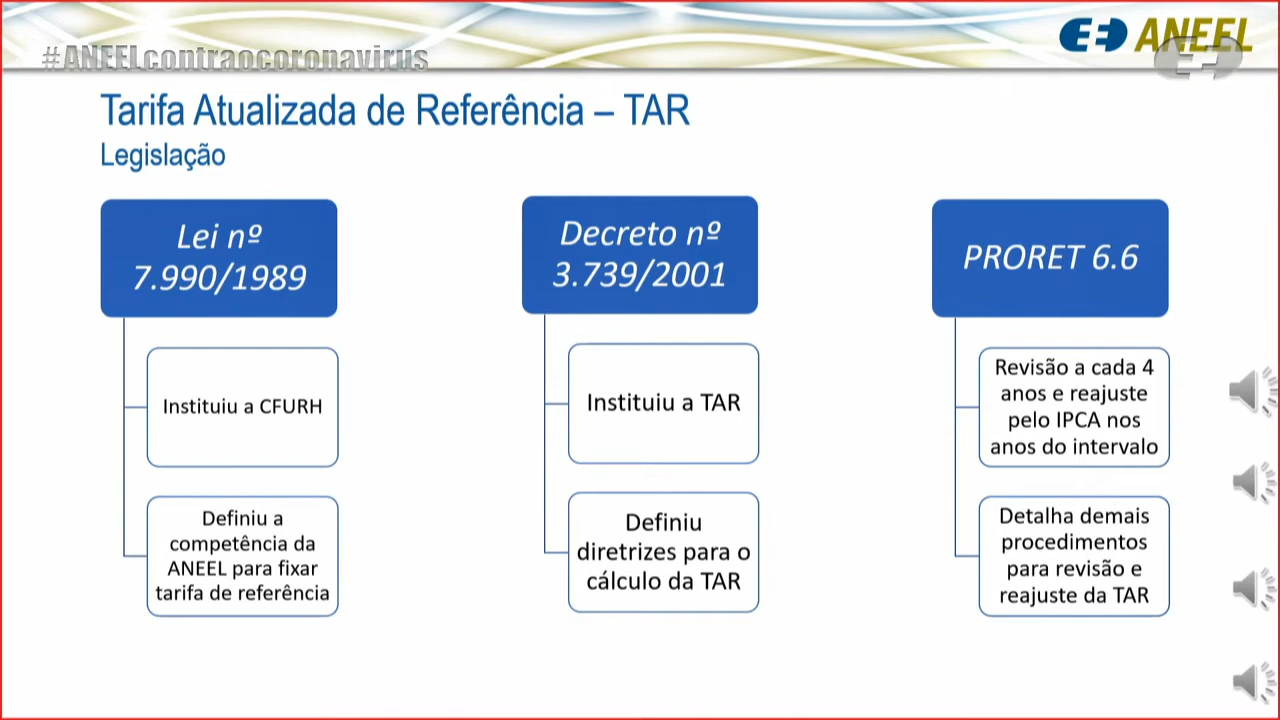 #ANEELcontraocoronavirus
ANEEL
Tarifa Atualizada de Referência – TAR
Legislação
Lei nº
7.990/1989
Instituiu a CFURH
Definiu a
competência da
ANEEL para fixar
tarifa de referência
Decreto nº
3.739/2001
Instituiu a TAR
Definiu
diretrizes para o
cálculo da TAR
PRORET 6.6
Revisão a cada 4
anos e reajuste
pelo IPCA nos
anos do intervalo
Detalha demais
procedimentos
para revisão e
reajuste da TAR